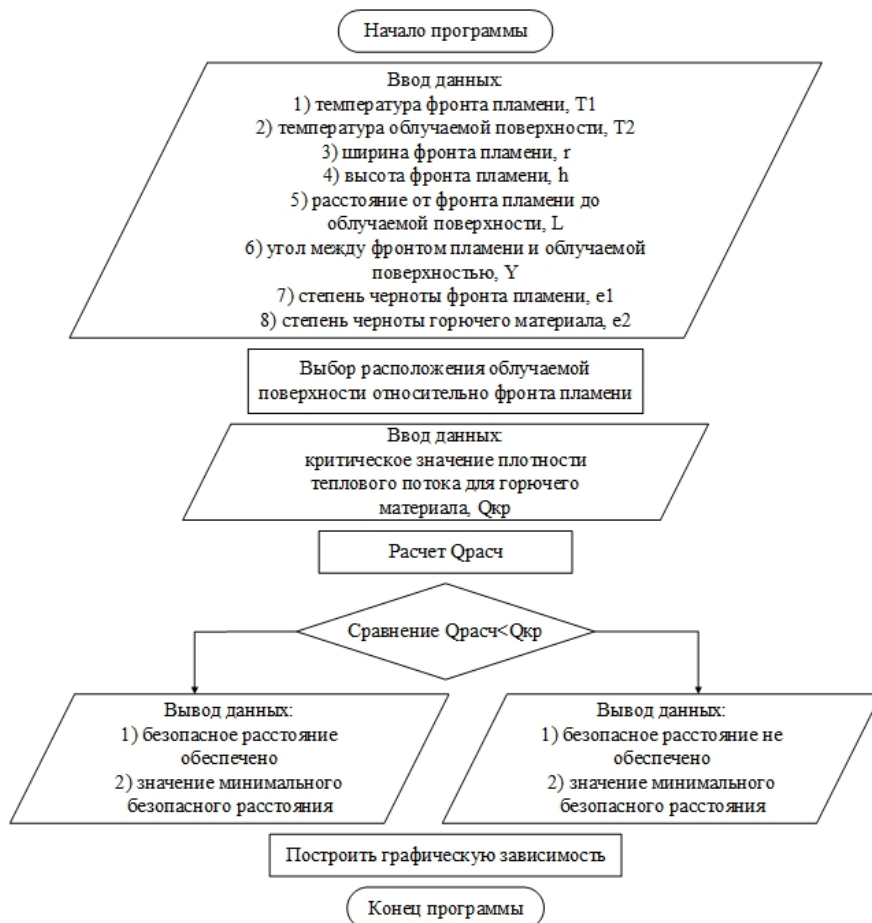 Начало программы
Ввод данных:
1) температура фронта пламени, T1
2) температура облучаемой поверхности, T2
3) ширина фронта пламени, r
4) высота фронта пламени, h
5) расстояние от фронта пламени до
облучаемой поверхности, L
6) угол между фронтом пламени и облучаемой
поверхностью, Y
7) степень черноты фронта пламени, e1
8) степень черноты горючего материала, e2
Выбор расположения облучаемой
поверхности относительно фронта пламени
Ввод данных:
критическое значение плотности
теплового потока для горючего
материала, Qкр
Расчет Qрасч
Сравнение Qрасч<Qкр
Вывод данных:
1) безопасное расстояние
обеспечено
2) значение минимального
безопасного расстояния
Вывод данных:
1) безопасное расстояние не
обеспечено
2) значение минимального
безопасного расстояния
Построить графическую зависимость
Конец программы